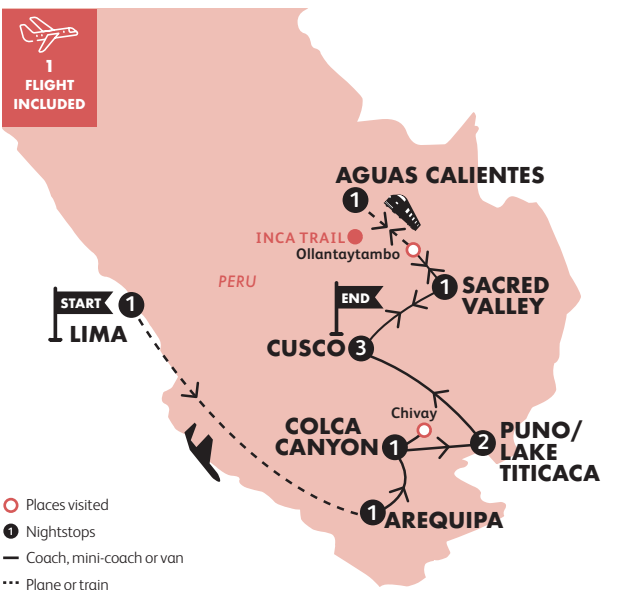 1
FLIGHT
INCLUDED
AGUAS CALIENTES
1
INCA TRAIL
Ollantaytambo
PERU
1
SACRED
VALLEY
START
1
LIMA
END
CUSCO
3
Chivay
COLCA
CANYON
1
2
PUNO/
LAKE
TITICACA
1
AREQUIPA
Places visited
1 Nightstops
Coach, mini-coach or van
Plane or train